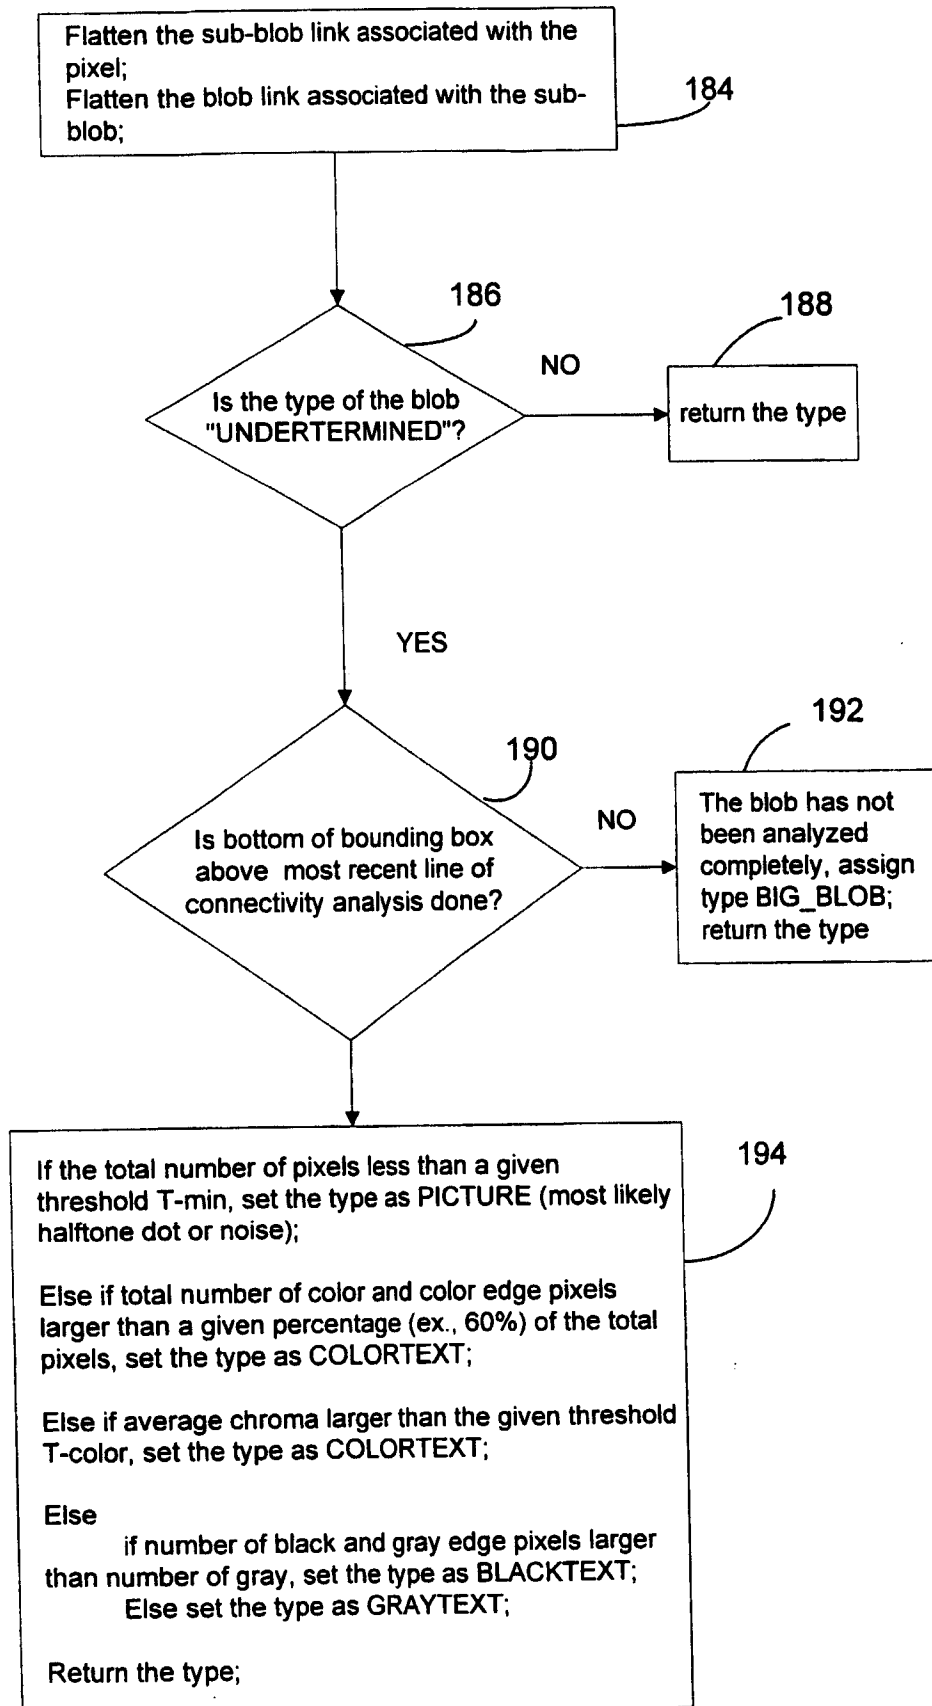 Flatten the sub-blob link associated with the
pixel;
Flatten the blob link associated with the sub-
blob;
184
186
Is the type of the blob
"UNDERTERMINED"?
NO
188
return the type
YES
190
Is bottom of bounding box
above most recent line of
connectivity analysis done?
NO
192
The blob has not
been analyzed
completely, assign
type BIG_BLOB;
return the type
194
If the total number of pixels less than a given
threshold T-min, set the type as PICTURE (most likely
halftone dot or noise);
Else if total number of color and color edge pixels
larger than a given percentage (ex., 60%) of the total
pixels, set the type as COLORTEXT;
Else if average chroma larger than the given threshold
T-color, set the type as COLORTEXT;
Else
if number of black and gray edge pixels larger
than number of gray, set the type as BLACKTEXT;
Else set the type as GRAYTEXT;
Return the type;